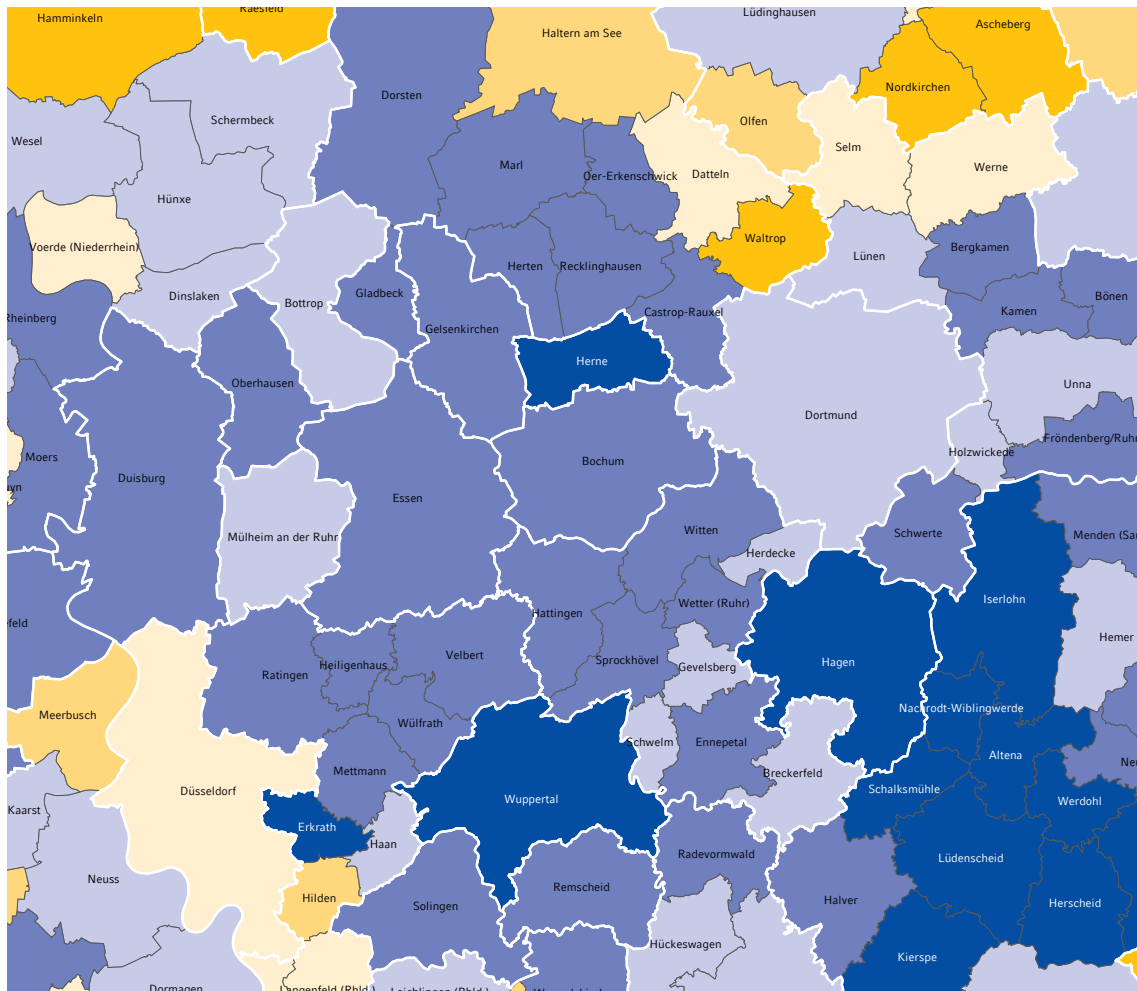 Hamminkeln
Raesfeld
Haltern am See
Lüdinghausen
Ascheberg
Dorsten
Nordkirchen
Schermbeck
Olfen
Wesel
Selm
Marl
Werne
Oer-Erkenschwick
Datteln
Hünxe
Waltrop
Voerde (Niederrhein)
Bergkamen
Lünen
Herten
Recklinghausen
Gladbeck
Dinslaken
Bönen
Bottrop
Castrop-Rauxel
Kamen
Rheinberg
Gelsenkirchen
Herne
Oberhausen
Unna
Dortmund
Fröndenberg/Ruhr
Holzwickede
Moers
Bochum
Duisburg
Essen
Witten
Schwerte
Menden (Sau
Mülheim an der Ruhr
Herdecke
Iserlohn
Wetter (Ruhr)
Hattingen
efeld
Hemer
Velbert
Sprockhövel
Hagen
Heiligenhaus
Gevelsberg
Ratingen
Nachrodt-Wiblingwerde
Meerbusch
Wülfrath
Schwelm
Ennepetal
Altena
Neu
Mettmann
Breckerfeld
Düsseldorf
Schalksmühle
Wuppertal
Werdohl
Kaarst
Erkrath
Haan
Radevormwald
Lüdenscheid
Neuss
Remscheid
Hilden
Halver
Herscheid
Solingen
Hückeswagen
Kierspe
Dormagen
Langenfeld (Rhld.)
Leichlingen (Rhld.)